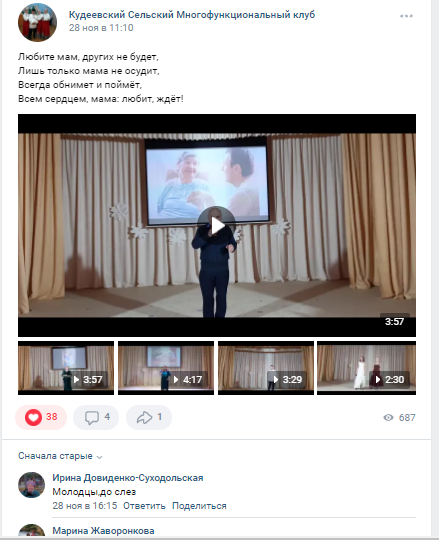 Кудеевский Сельский Многофункциональный клуб
28 ноя в 11:10
Любите мам, других не будет,
Лишь только мама не осудит,
Всегда обнимет и поймёт,
Всем сердцем, мама: любит, ждёт!
3:57
3:57 4:17 3:29 2:30
38 4 1 687
Сначала старые
Ирина Довиденко-Суходольская
Молодцы,до слез
28 ноя в 16:15 Ответить Поделиться
Марина Жаворонкова